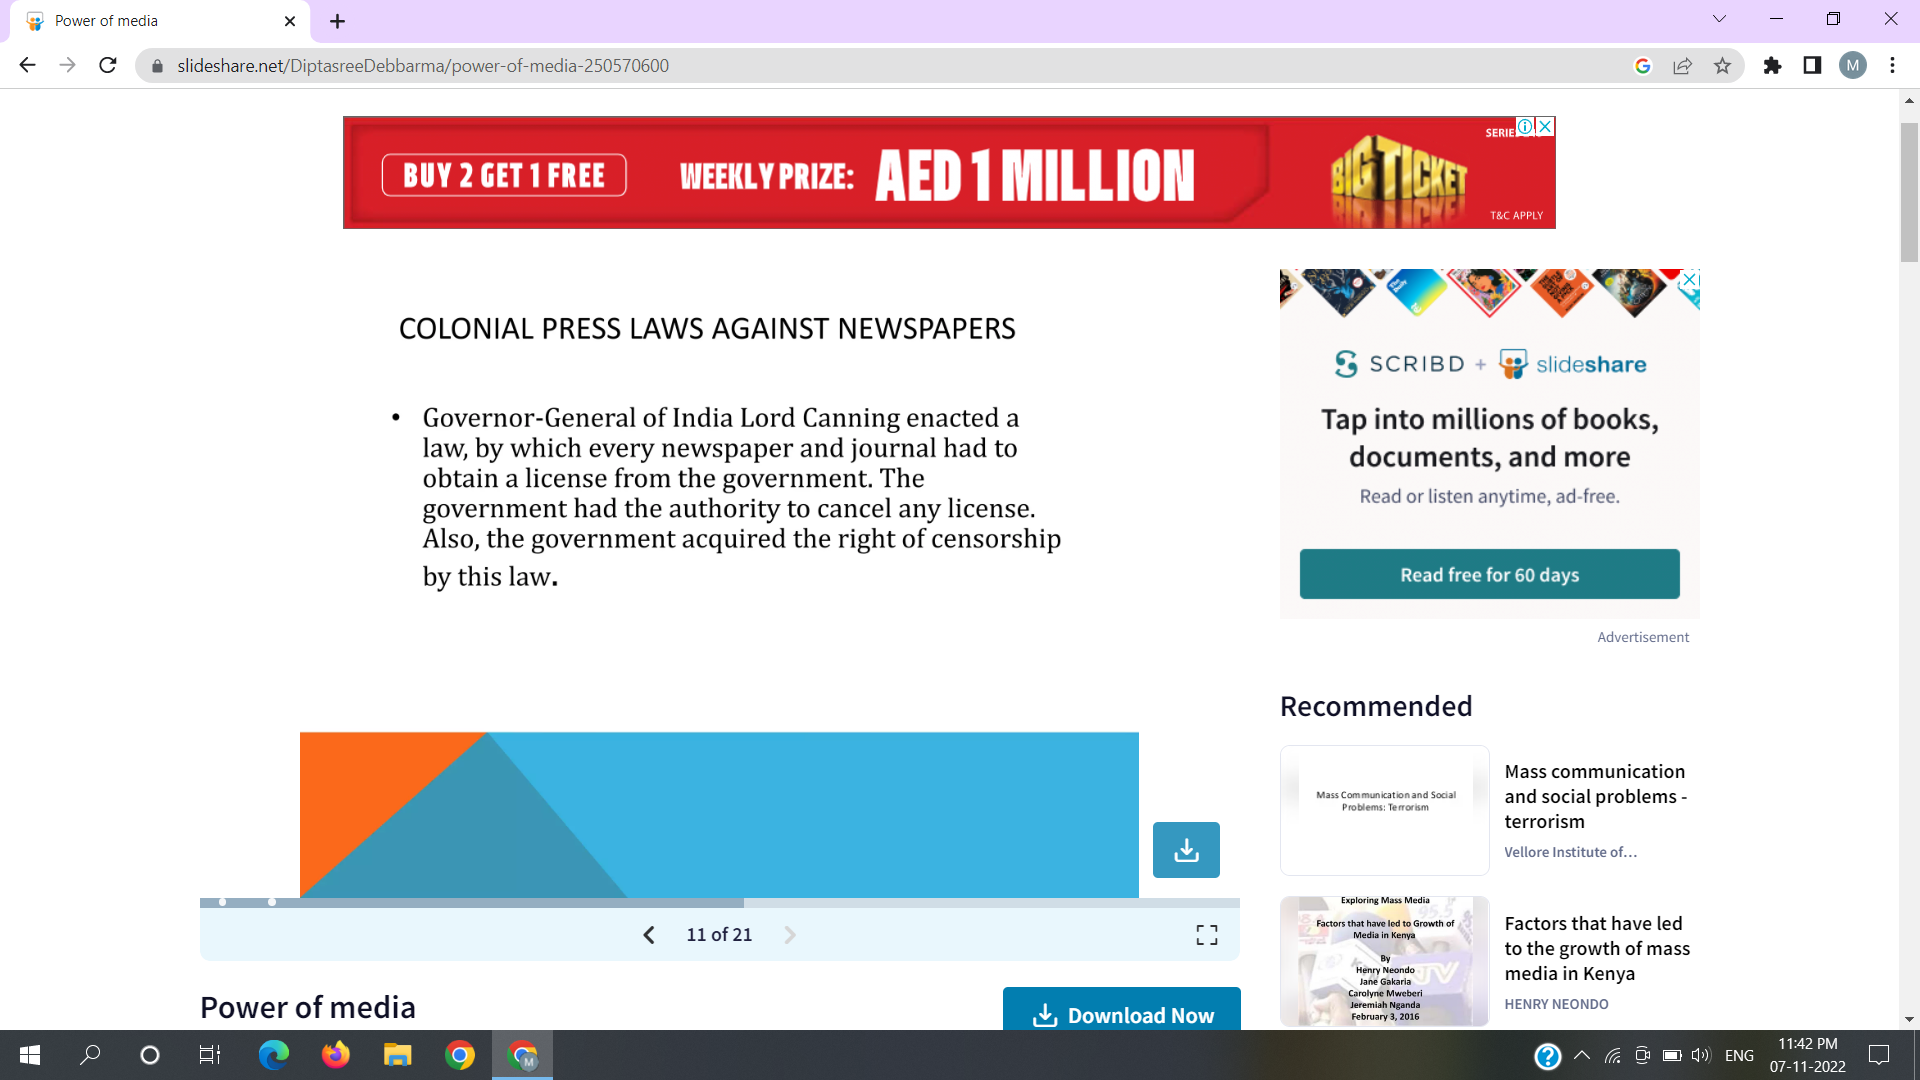 Power of media
slideshare.net/DiptasreeDebbarma/power-of-media-250570600
M
BUY 2 GET 1 FREE
WEEKLY PRIZE: AED 1 MILLION
BIG TICKET
T&C APPLY
COLONIAL PRESS LAWS AGAINST NEWSPAPERS
• Governor-General of India Lord Canning enacted a
law, by which every newspaper and journal had to
obtain a license from the government. The
government had the authority to cancel any license.
Also, the government acquired the right of censorship
by this law.
11 of 21
Power of media
Download Now
SCRIBD + slideshare
Tap into millions of books,
documents, and more
Read or listen anytime, ad-free.
Read free for 60 days
Advertisement
Recommended
Mass Communication and Social
Problems: Terrorism
Mass communication
and social problems -
terrorism
Vellore Institute of...
Exploring Mass Media
Factors that have led to Growth of
Media in Kenya
By
Henry Neondo
Jane Gakaria
Carolyne Mweberi
Jeremiah Nganda
February 3, 2016
Factors that have led
to the growth of mass
media in Kenya
HENRY NEONDO
M
ENG
11:42 PM
07-11-2022